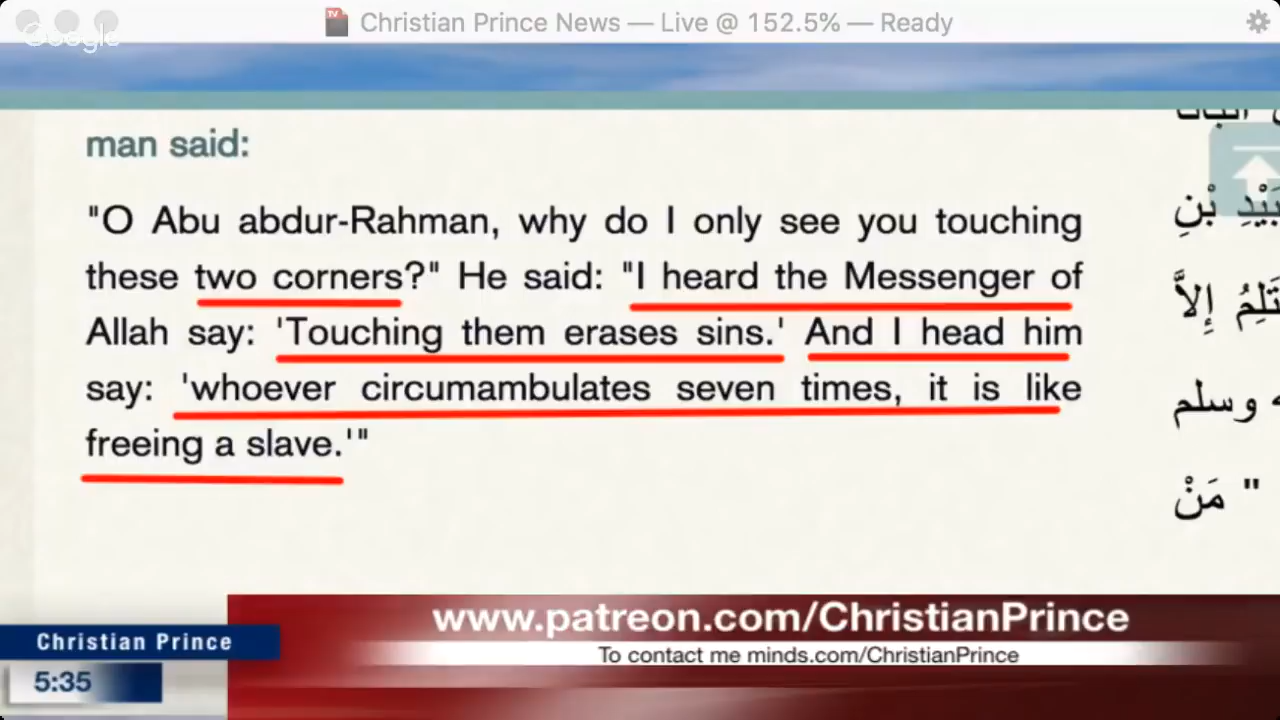 Google
Christian Prince News — Live @ 152.5% — Ready
man said:
"O Abu abdur-Rahman, why do I only see you touching
these two corners?" He said: "I heard the Messenger of
Allah say: 'Touching them erases sins.' And I head him
say: 'whoever circumambulates seven times, it is like
freeing a slave.'"
بْنِ
إِلاَّ
وسلم
" مَنْ
www.patreon.com/ChristianPrince
To contact me minds.com/ChristianPrince
Christian Prince
5:35